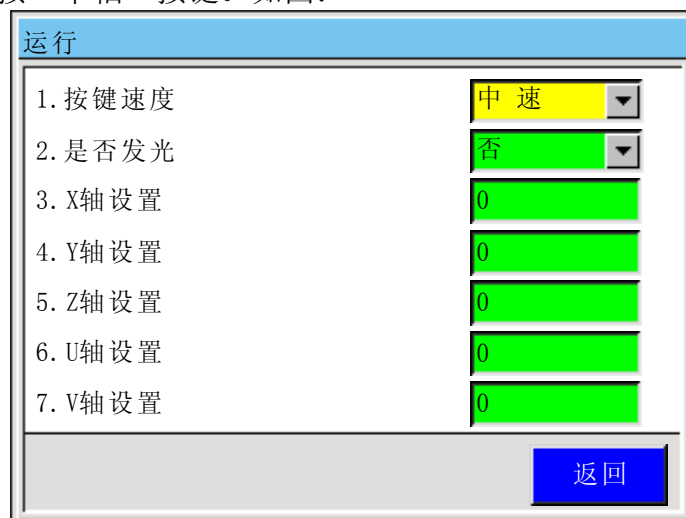 运行
1.按键速度 中 速
2.是否发光 否
3.X轴设置 0
4.Y轴设置 0
5.Z轴设置 0
6.U轴设置 0
7.V轴设置 0
返回